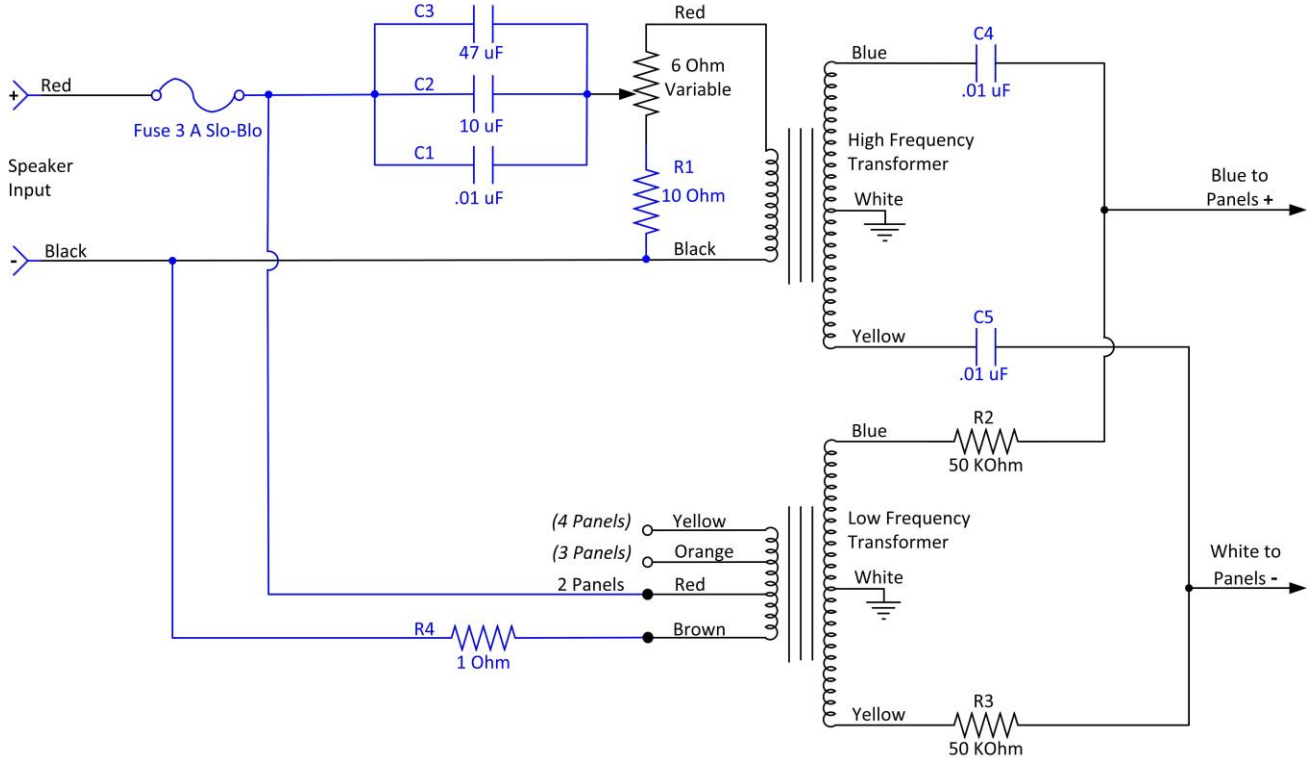 C3
47 uF
Red
6 Ohm
Variable
Blue
C4
.01 uF
+
Red
Fuse 3 A Slo-Blo
C2
10 uF
Speaker
Input
C1
.01 uF
R1
10 Ohm
High Frequency
Transformer
White
Blue to
Panels +
-
Black
Black
Yellow
C5
.01 uF
Blue
R2
50 KOhm
(4 Panels)
Yellow
(3 Panels)
Orange
2 Panels
Red
Low Frequency
Transformer
White
White to
Panels -
R4
1 Ohm
Brown
Yellow
R3
50 KOhm